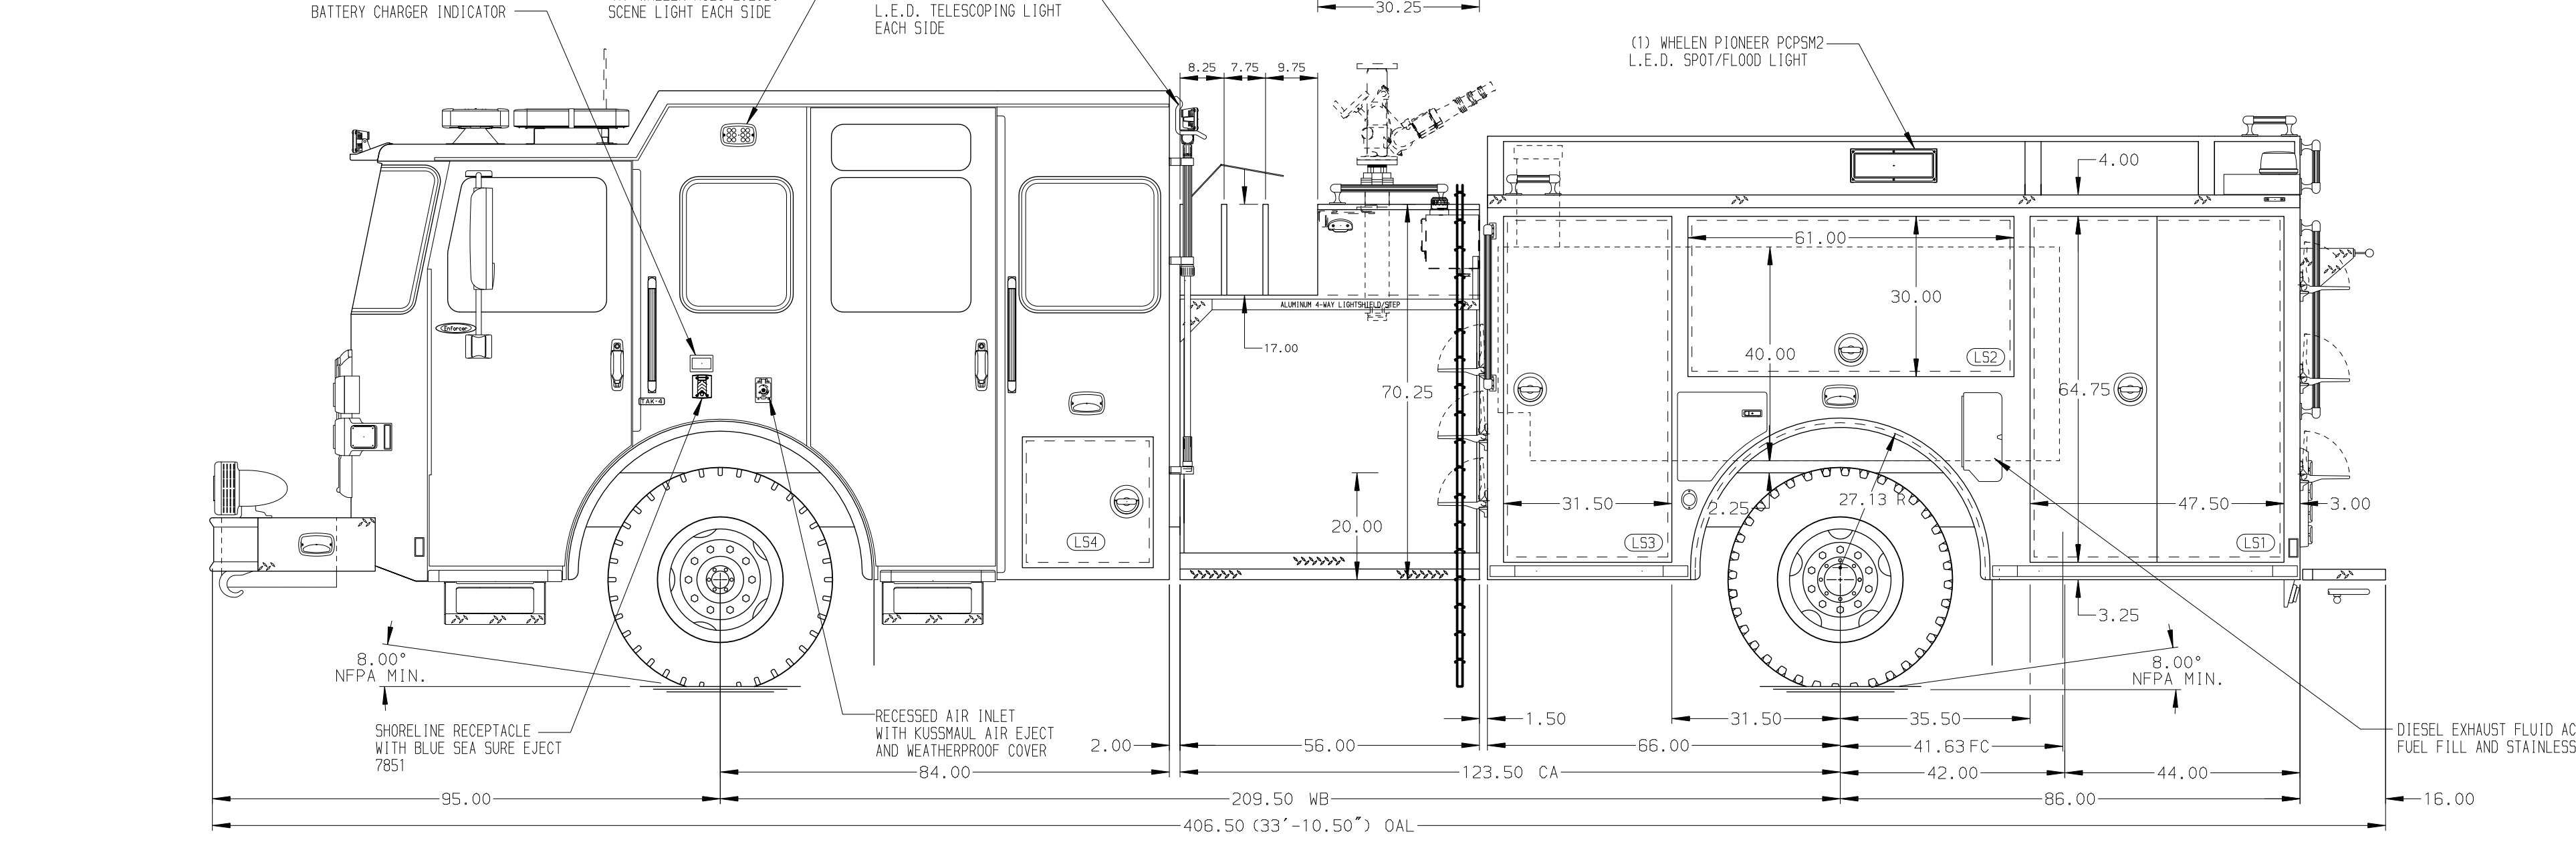 BATTERY CHARGER INDICATOR
SCENE LIGHT EACH SIDE
L.E.D. TELESCOPING LIGHT
EACH SIDE
30.25
(1) WHELEN PIONEER PCPSM2
L.E.D. SPOT/FLOOD LIGHT
8.25
7.75
9.75
4.00
61.00
30.00
ALUMINUM 4-WAY LIGHTSHIELD/STEP
Enforcer
17.00
40.00
LS2
70.25
64.75
TAK-4
31.50
2.25
27.13 R
47.50
3.00
20.00
LS4
LS3
LS1
3.25
8.00°
NFPA MIN.
8.00°
NFPA MIN.
SHORELINE RECEPTACLE
WITH BLUE SEA SURE EJECT
7851
RECESSED AIR INLET
WITH KUSSMAUL AIR EJECT
AND WEATHERPROOF COVER
1.50
31.50
35.50
DIESEL EXHAUST FLUID AC
FUEL FILL AND STAINLESS
2.00
56.00
66.00
41.63 FC
84.00
123.50 CA
42.00
44.00
95.00
209.50 WB
86.00
16.00
406.50 (33'-10.50") OAL